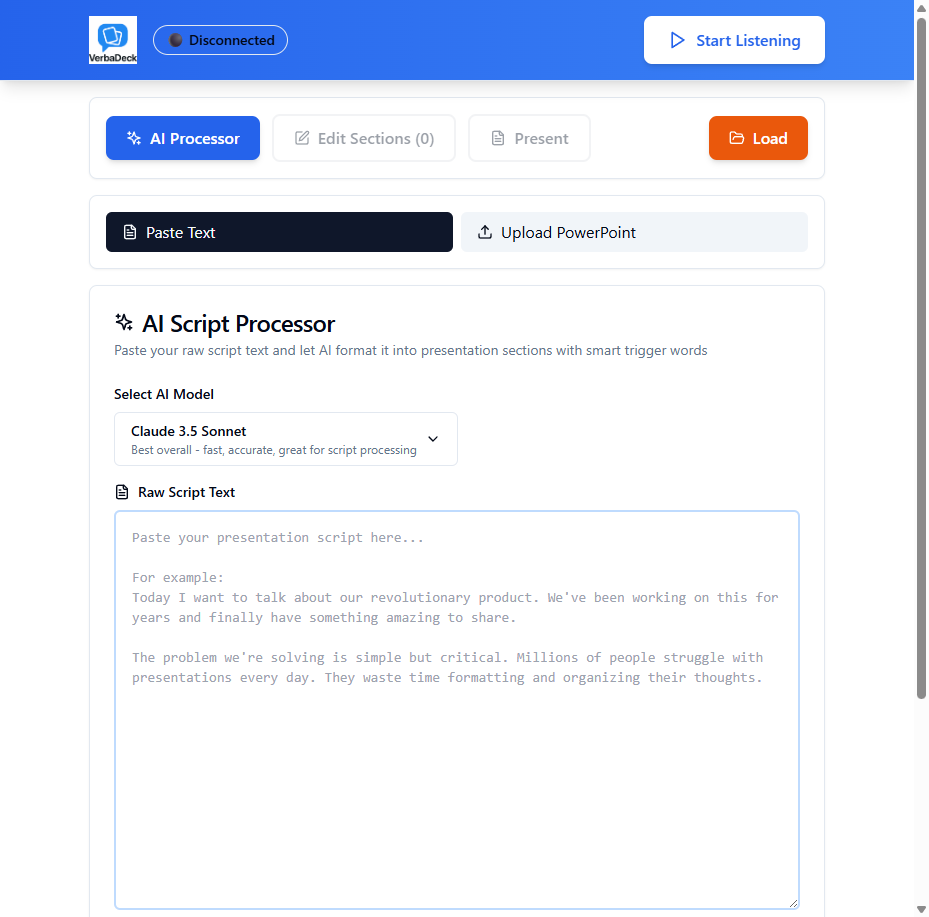 VerbaDeck
Disconnected
Start Listening
AI Processor
Edit Sections (0)
Present
Load
Paste Text
Upload PowerPoint
AI Script Processor
Paste your raw script text and let AI format it into presentation sections with smart trigger words
Select AI Model
Claude 3.5 Sonnet
Best overall - fast, accurate, great for script processing
Raw Script Text
Paste your presentation script here...
For example:
Today I want to talk about our revolutionary product. We've been working on this for
years and finally have something amazing to share.
The problem we're solving is simple but critical. Millions of people struggle with
presentations every day. They waste time formatting and organizing their thoughts.